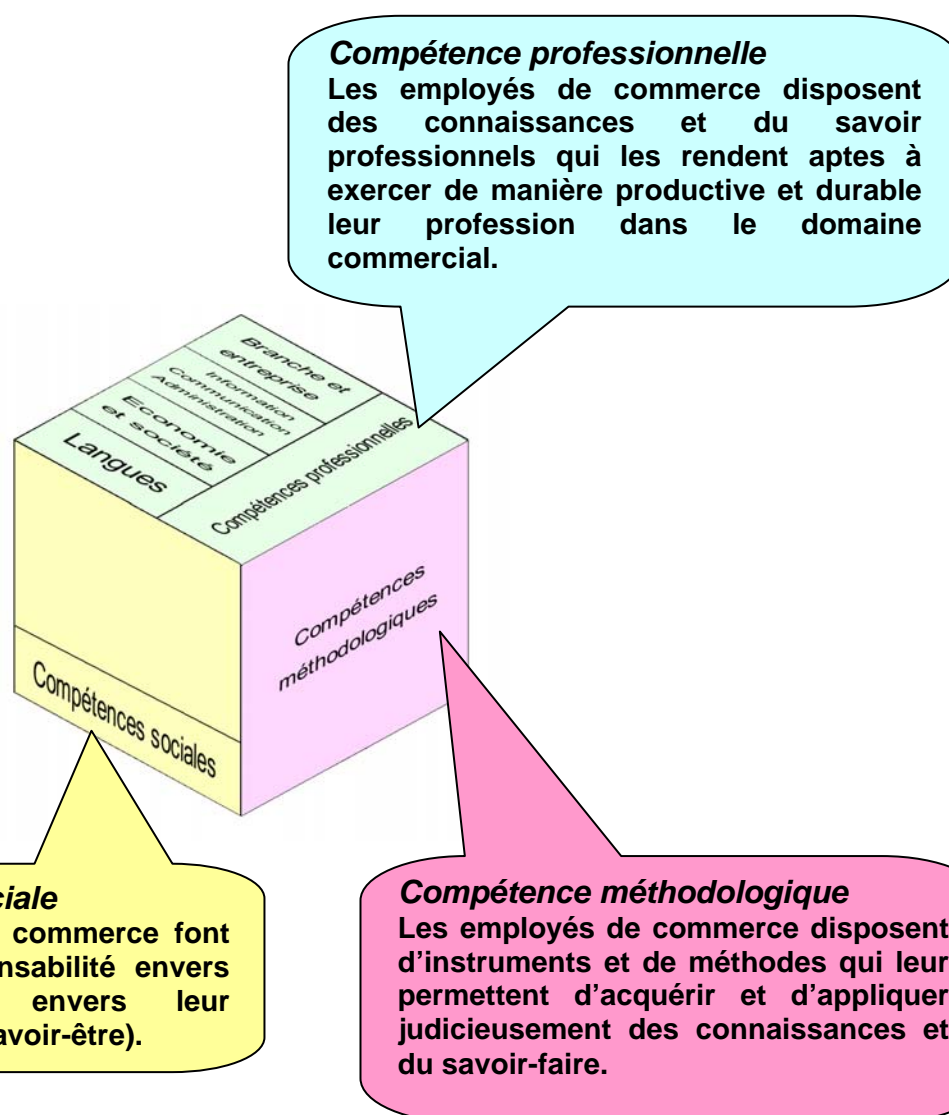 Compétence professionnelle
Les employés de commerce disposent
des connaissances et du savoir
professionnels qui les rendent aptes à
exercer de manière productive et durable
leur profession dans le domaine
commercial.
Branche et
entreprise
Information
Communication
Administration
Economie
et société
Langues
Compétences professionnelles
Compétences
méthodologiques
Compétences sociales
ciale
commerce font
nsabilité envers
envers leur
avoir-être).
Compétence méthodologique
Les employés de commerce disposent
d'instruments et de méthodes qui leur
permettent d'acquérir et d'appliquer
judicieusement des connaissances et
du savoir-faire.